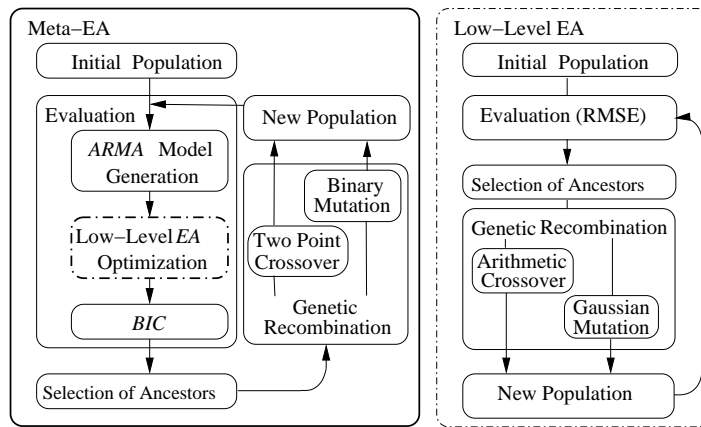 Meta–EA
Initial Population
Evaluation
ARMA Model
Generation
Low–Level EA
Optimization
BIC
Selection of Ancestors
New Population
Binary
Mutation
Two Point
Crossover
Genetic
Recombination
Low–Level EA
Initial Population
Evaluation (RMSE)
Selection of Ancestors
Genetic Recombination
Arithmetic
Crossover
Gaussian
Mutation
New Population